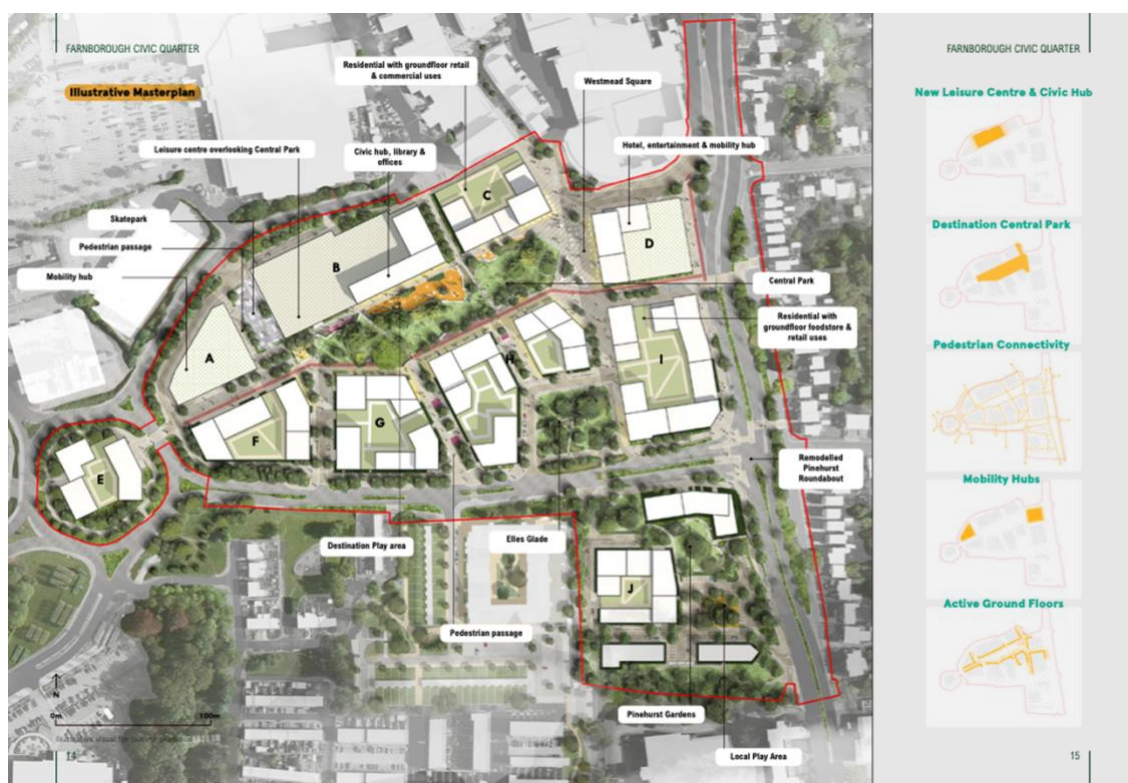 FARNBOROUGH CIVIC QUARTER
Illustrative Masterplan
Residential with groundfloor retail
& commercial uses
Westmead Square
Leisure centre overlooking Central Park
Civic hub, library &
offices
Hotel, entertainment & mobility hub
Skatepark
Pedestrian passage
Mobility hub
Central Park
Residential with
groundfloor foodstore &
retail uses
A
B
C
D
E
F
G
H
I
J
Remodelled
Pinehurst
Roundabout
Destination Play area
Elles Glade
Pedestrian passage
Pinehurst Gardens
Local Play Area
N
0m
100m
Illustrative visual for
14
FARNBOROUGH CIVIC QUARTER
New Leisure Centre & Civic Hub
Destination Central Park
Pedestrian Connectivity
Mobility Hubs
Active Ground Floors
15